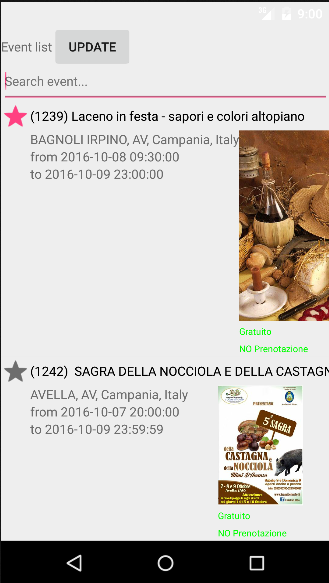 9:00
Event list UPDATE
Search event...
(1239) Laceno in festa - sapori e colori altopiano
BAGNOLI IRPINO, AV, Campania, Italy
from 2016-10-08 09:30:00
to 2016-10-09 23:00:00
Gratuito
NO Prenotazione
(1242) SAGRA DELLA NOCCIOLA E DELLA CASTAGN
AVELLA, AV, Campania, Italy
from 2016-10-07 20:00:00
to 2016-10-09 23:59:59
5ª SAGRA
della
CASTAGNA
e della
NOCCIOLA
Gratuito
NO Prenotazione